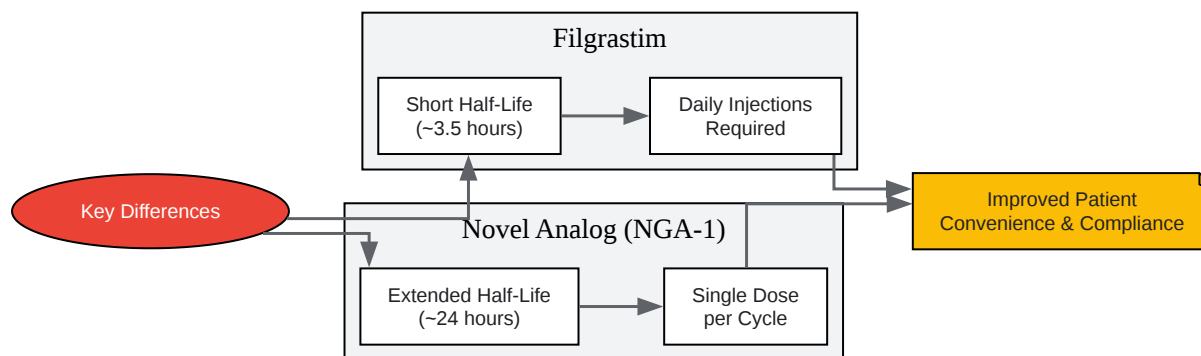 Filgrastim
Short Half-Life
(~3.5 hours)
Daily Injections
Required
Key Differences
Improved Patient
Convenience & Compliance
Novel Analog (NGA-1)
Extended Half-Life
(~24 hours)
Single Dose
per Cycle